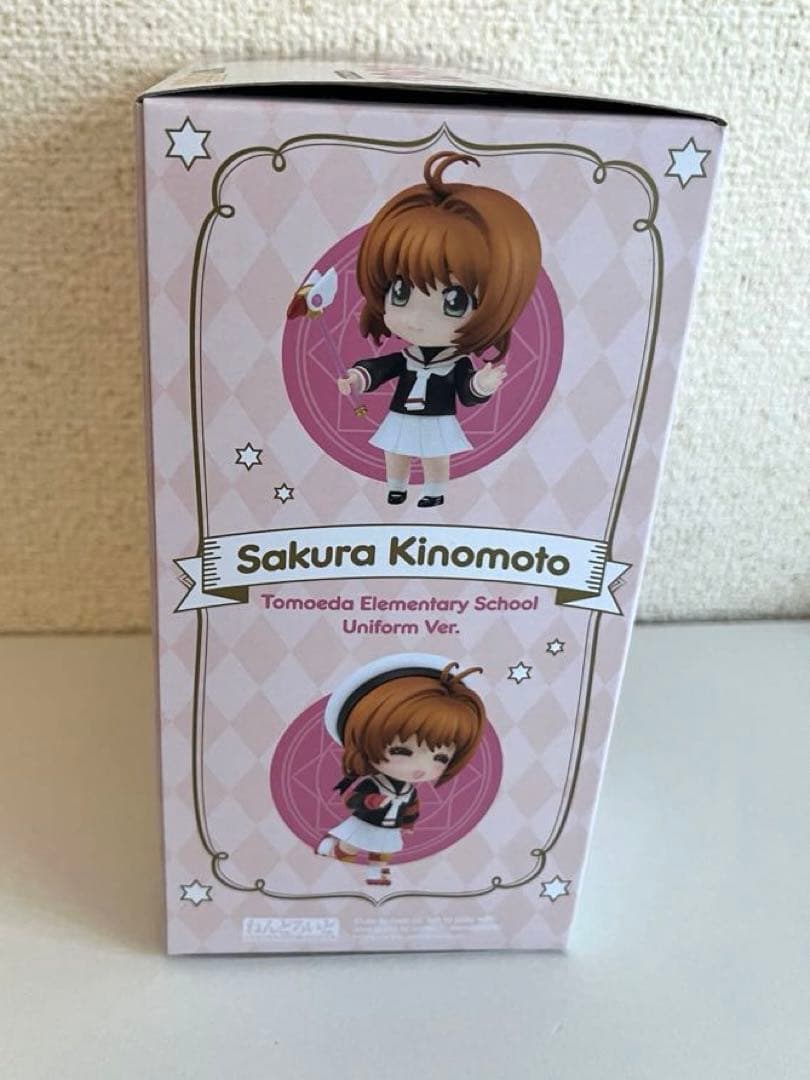 Sakura Kinomoto
Tomoeda Elementary School
Uniform Ver.
ねんどろいど